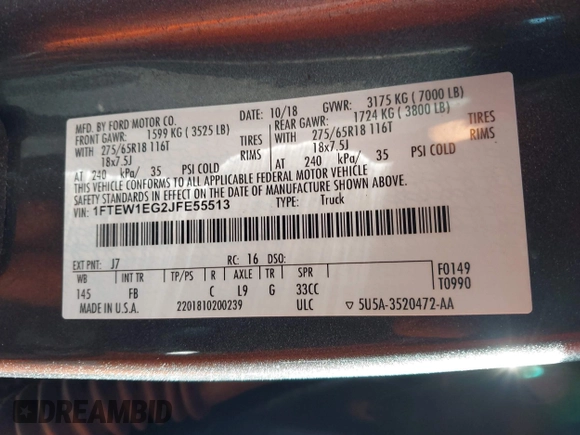 MFD. BY FORD MOTOR CO. 10/18 GVWR: 3175 KG (7000 LB)
FRONT GAWR: 1599 KG (3525 LB) REAR GAWR: 1724 KG (3800 LB)
WITH 275/65R18 116T TIRES WITH 275/65R18 116T TIRES
18x7.5J RIMS 18x7.5J RIMS
AT 240 kPa/ 35 PSI COLD AT 240 kPa/ 35 PSI COLD
THIS VEHICLE CONFORMS TO ALL APPLICABLE FEDERAL MOTOR VEHICLE
SAFETY STANDARDS IN EFFECT ON THE DATE OF MANUFACTURE SHOWN ABOVE.
VIN: 1FTEW1EG2JFE55513 TYPE: Truck
EXT PNT: J7 RC: 16 DSO: F0149
WB INT TR TP/PS R AXLE TR SPR T0990
145 FB C L9 G 33CC
MADE IN U.S.A. 2201810200239 ULC ▽ 5U5A-3520472-AA
DREAMBID